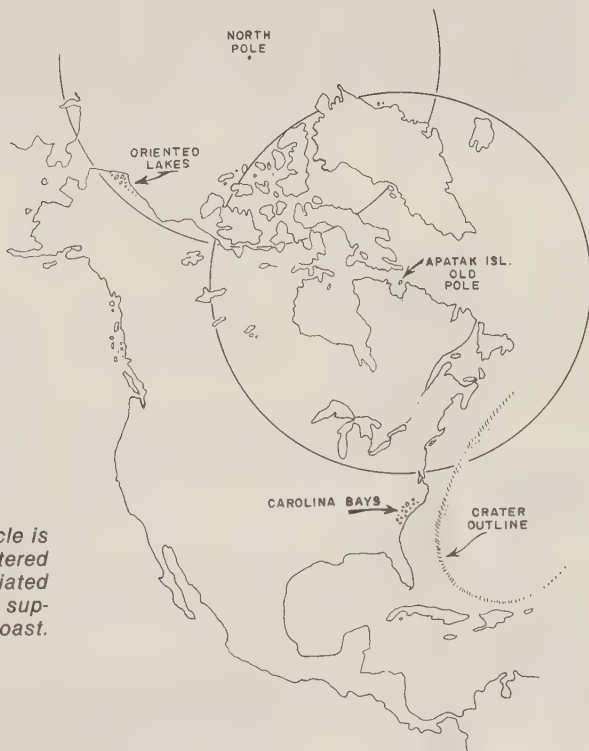 NORTH
POLE
ORIENTED
LAKES
APATAK ISL.
OLD
POLE
CAROLINA BAYS
CRATER
OUTLINE
cle is
tered
iated
sup-
oast.